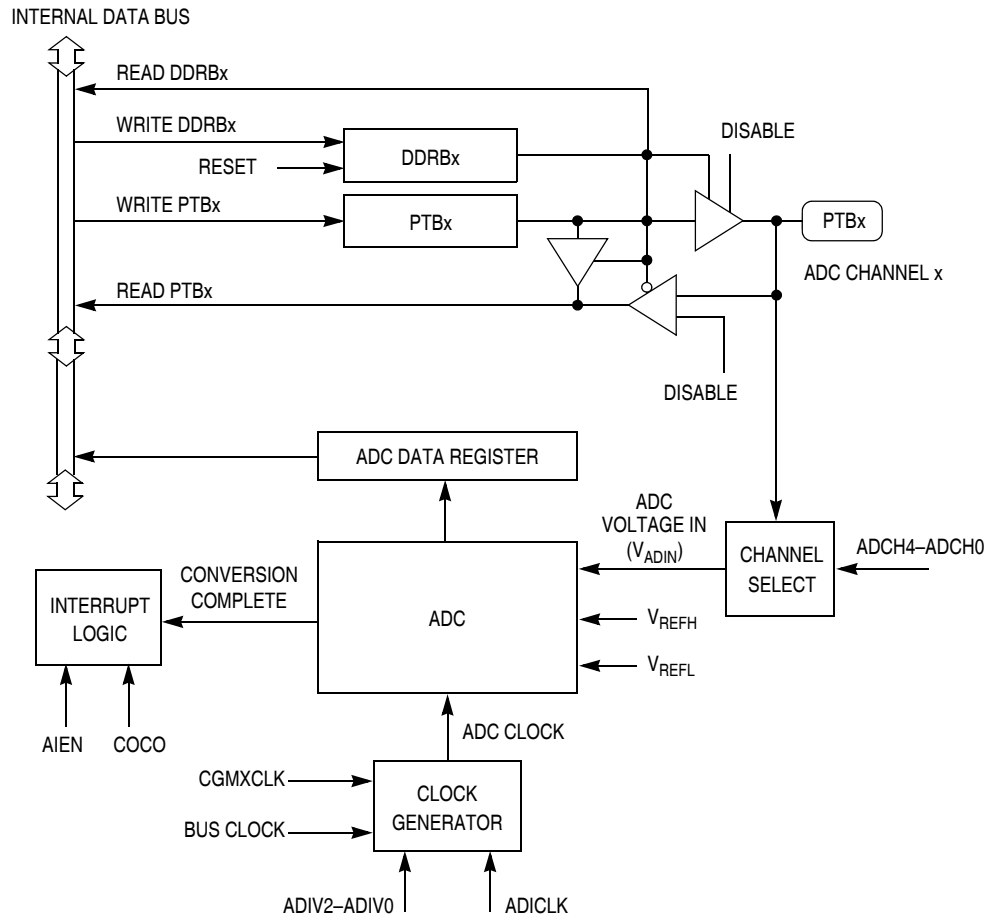 INTERNAL DATA BUS
READ DDRBx
WRITE DDRBx
DISABLE
DDRBx
RESET
WRITE PTBx
PTBx
PTBx
ADC CHANNEL x
READ PTBx
DISABLE
ADC DATA REGISTER
ADC
VOLTAGE IN
(VADIN)
CHANNEL
SELECT
ADCH4–ADCH0
CONVERSION
COMPLETE
INTERRUPT
LOGIC
ADC
VREFH
VREFL
AIEN
COCO
ADC CLOCK
CGMXCLK
CLOCK
GENERATOR
BUS CLOCK
ADIV2–ADIV0
ADICLK